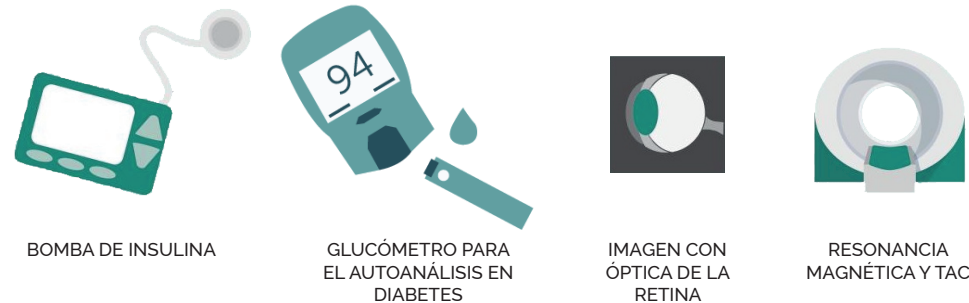 94
BOMBA DE INSULINA
GLUCÓMETRO PARA
EL AUTOANÁLISIS EN
DIABETES
IMAGEN CON
ÓPTICA DE LA
RETINA
RESONANCIA
MAGNÉTICA Y TAC